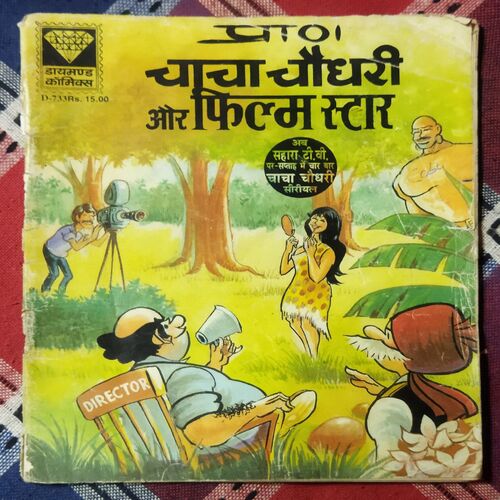 प्राण
डायमण्ड
कॉमिक्स
D-733Rs. 15.00
चाचा चौधरी
और फिल्म स्टार
अब
सहारा टी.वी.
पर-सप्ताह में चार बार
चाचा चौधरी
सीरीयल
DIRECTOR